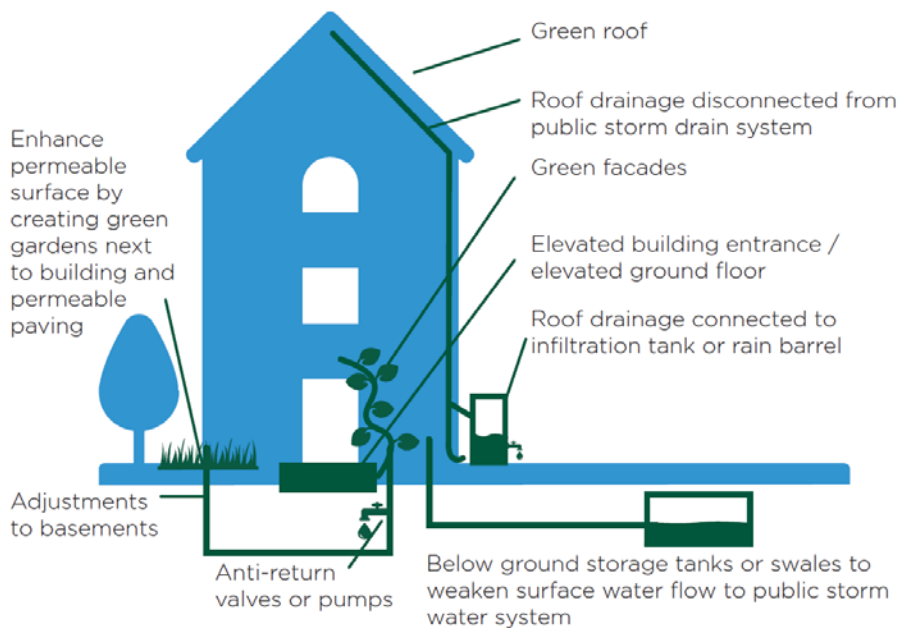 Green roof
Roof drainage disconnected from
public storm drain system
Enhance
permeable
surface by
creating green
gardens next
to building and
permeable
paving
Green facades
Elevated building entrance /
elevated ground floor
Roof drainage connected to
infiltration tank or rain barrel
Adjustments
to basements
Anti-return
valves or pumps
Below ground storage tanks or swales to
weaken surface water flow to public storm
water system